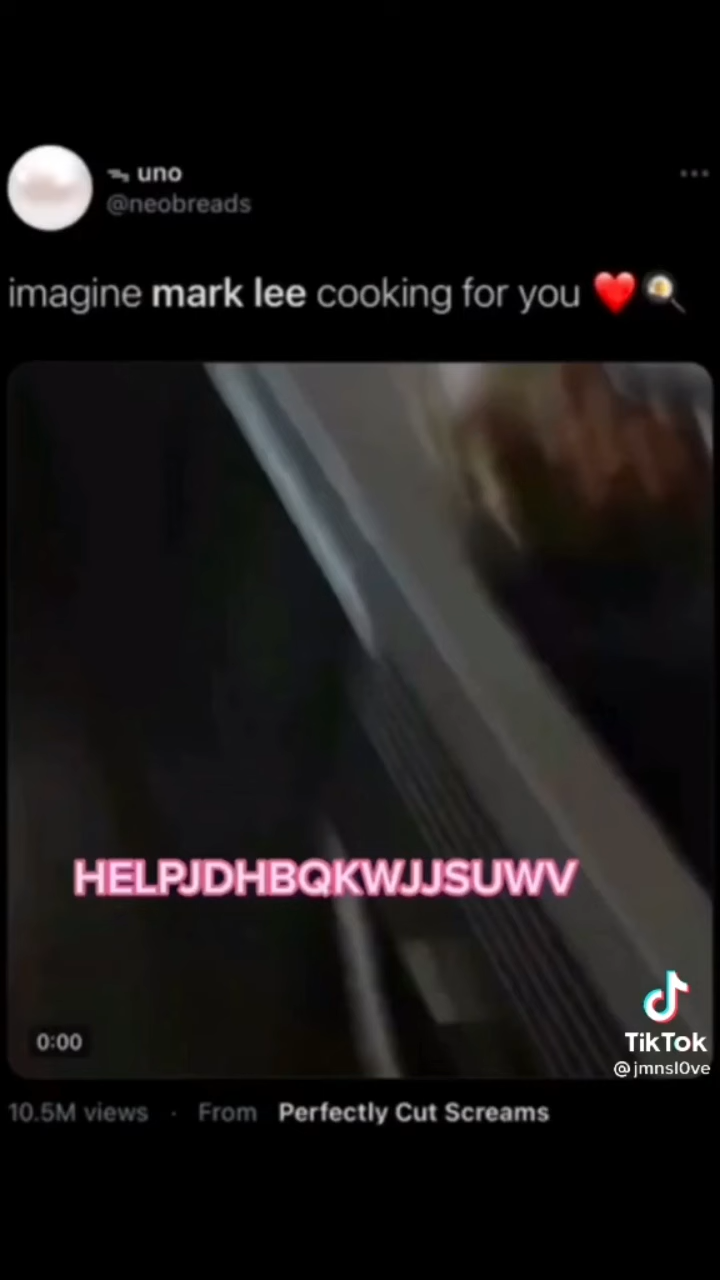 uno
@neobreads
imagine mark lee cooking for you ❤️🍳
HELPJDHBQKWJJSUWV
0:00
TikTok
@jmnsl0ve
10.5M views · From Perfectly Cut Screams